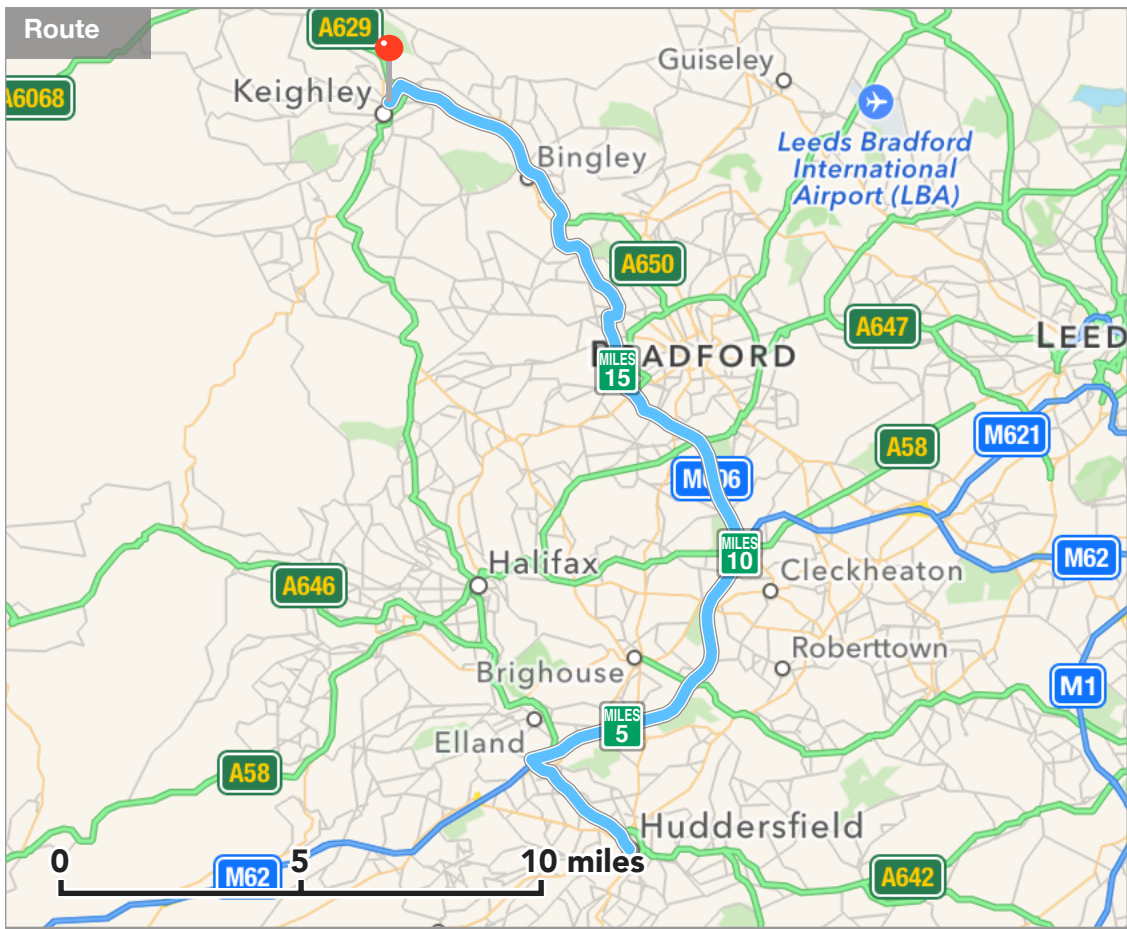 Route
A629
Guiseley
Keighley
A6068
Leeds Bradford
International
Airport (LBA)
Bingley
A650
A647
LEED
BRADFORD
MILES
15
M621
A58
M606
MILES
10
M62
Halifax
Cleckheaton
A646
Roberttown
Brighouse
M1
MILES
5
Elland
A58
Huddersfield
0 5 10 miles
M62
A642